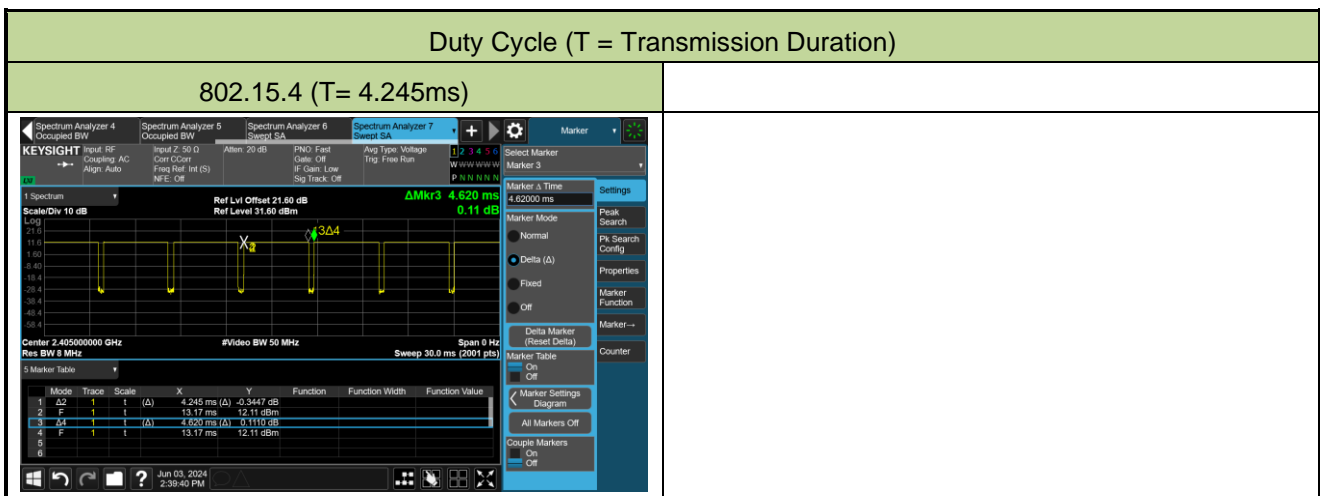 Duty Cycle (T = Transmission Duration)
802.15.4 (T= 4.245ms)
Spectrum Analyzer 4
Occupied BW
Spectrum Analyzer 5
Occupied BW
Spectrum Analyzer 6
Swept SA
Spectrum Analyzer 7
Swept SA
Marker
KEYSIGHT
Input: RF
Coupling: AC
Align: Auto
Input Z: 50 Ω
Corr CCorr
Freq Ref: Int (S)
NFE: Off
Atten: 20 dB
PNO: Fast
Gate: Off
IF Gain: Low
Sig Track: Off
Avg Type: Voltage
Trig: Free Run
1 2 3 4 5 6
W W W W W W
P N N N N N
Select Marker
Marker 3
1 Spectrum
Scale/Div 10 dB
Log
Ref Lvl Offset 21.60 dB
Ref Level 31.60 dBm
ΔMkr3 4.620 ms
0.11 dB
21.6
11.6
1.60
-8.40
-18.4
-28.4
-38.4
-48.4
-58.4
3Δ4
Center 2.405000000 GHz
Res BW 8 MHz
#Video BW 50 MHz
Span 0 Hz
Sweep 30.0 ms (2001 pts)
5 Marker Table
Mode Trace Scale X Y Function Function Width Function Value
1 Δ2 1 t (Δ) 4.245 ms (Δ) -0.3447 dB
2 F 1 t 13.17 ms 12.11 dBm
3 Δ4 1 t (Δ) 4.620 ms (Δ) 0.1110 dB
4 F 1 t 13.17 ms 12.11 dBm
5
6
Marker Δ Time
4.62000 ms
Marker Mode
Normal
Delta (Δ)
Fixed
Off
Delta Marker
(Reset Delta)
Marker Table
On
Off
Marker Settings
Diagram
All Markers Off
Couple Markers
On
Off
Settings
Peak
Search
Pk Search
Config
Properties
Marker
Function
Marker→
Counter
?
Jun 03, 2024
2:39:40 PM